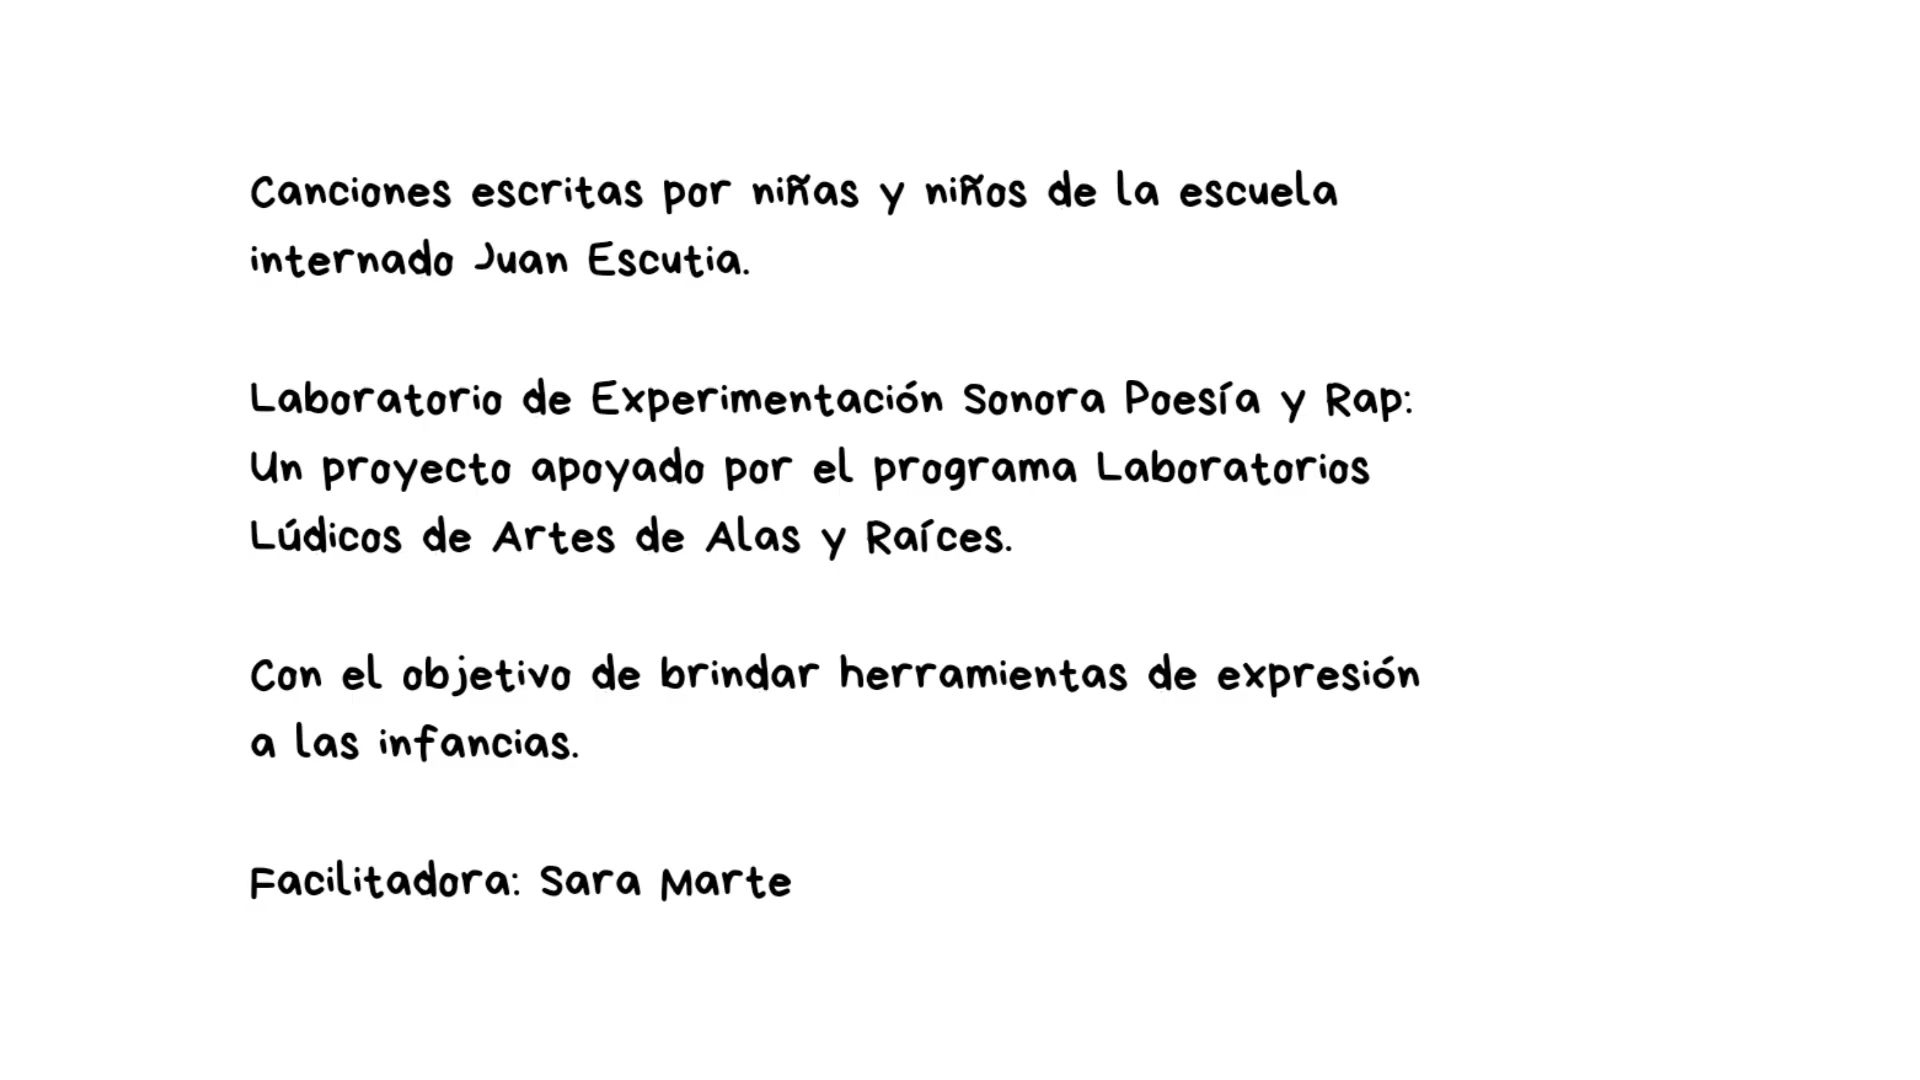 Canciones escritas por niñas y niños de la escuela
internado Juan Escutia.
Laboratorio de Experimentación Sonora Poesía y Rap:
Un proyecto apoyado por el programa Laboratorios
Lúdicos de Artes de Alas y Raíces.
Con el objetivo de brindar herramientas de expresión
a las infancias.
Facilitadora: Sara Marte